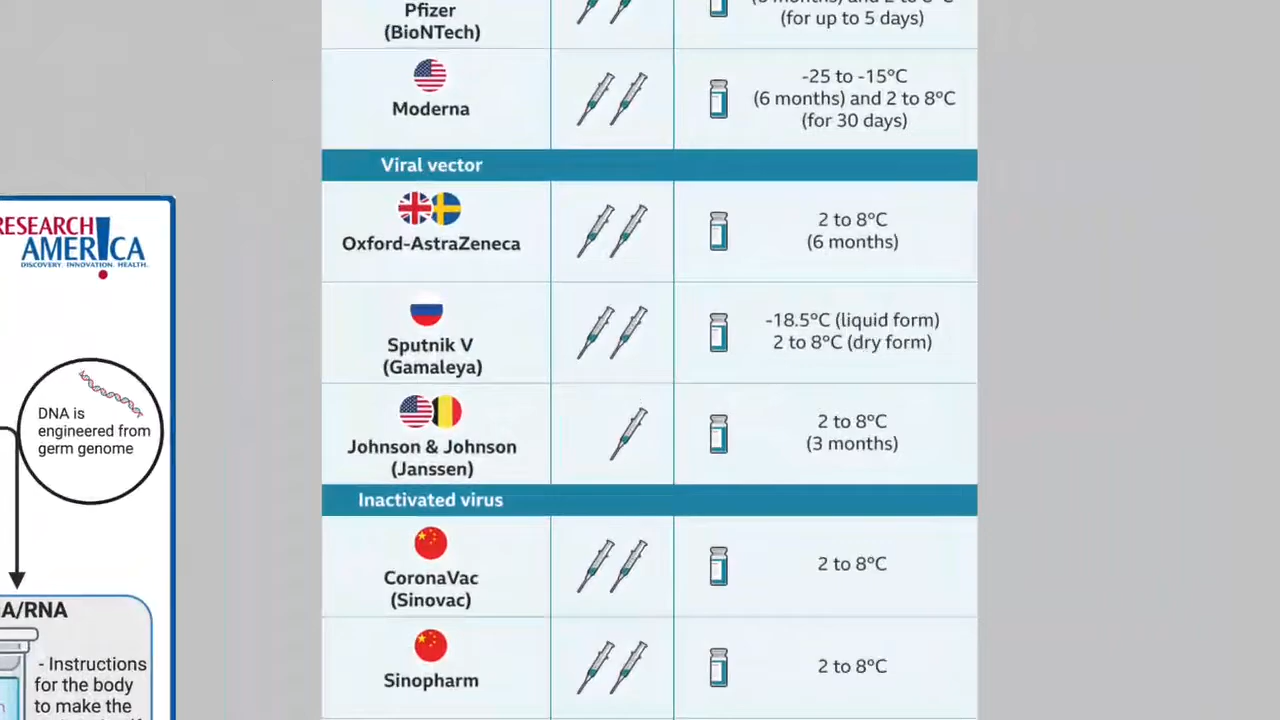 RESEARCH
AMERICA
DISCOVERY. INNOVATION. HEALTH.
DNA is
engineered from
germ genome
A/RNA
- Instructions
for the body
to make the
Pfizer
(BioNTech)
(for up to 5 days)
Moderna
-25 to -15°C
(6 months) and 2 to 8°C
(for 30 days)
Viral vector
Oxford-AstraZeneca
2 to 8°C
(6 months)
Sputnik V
(Gamaleya)
-18.5°C (liquid form)
2 to 8°C (dry form)
Johnson & Johnson
(Janssen)
2 to 8°C
(3 months)
Inactivated virus
CoronaVac
(Sinovac)
2 to 8°C
Sinopharm
2 to 8°C